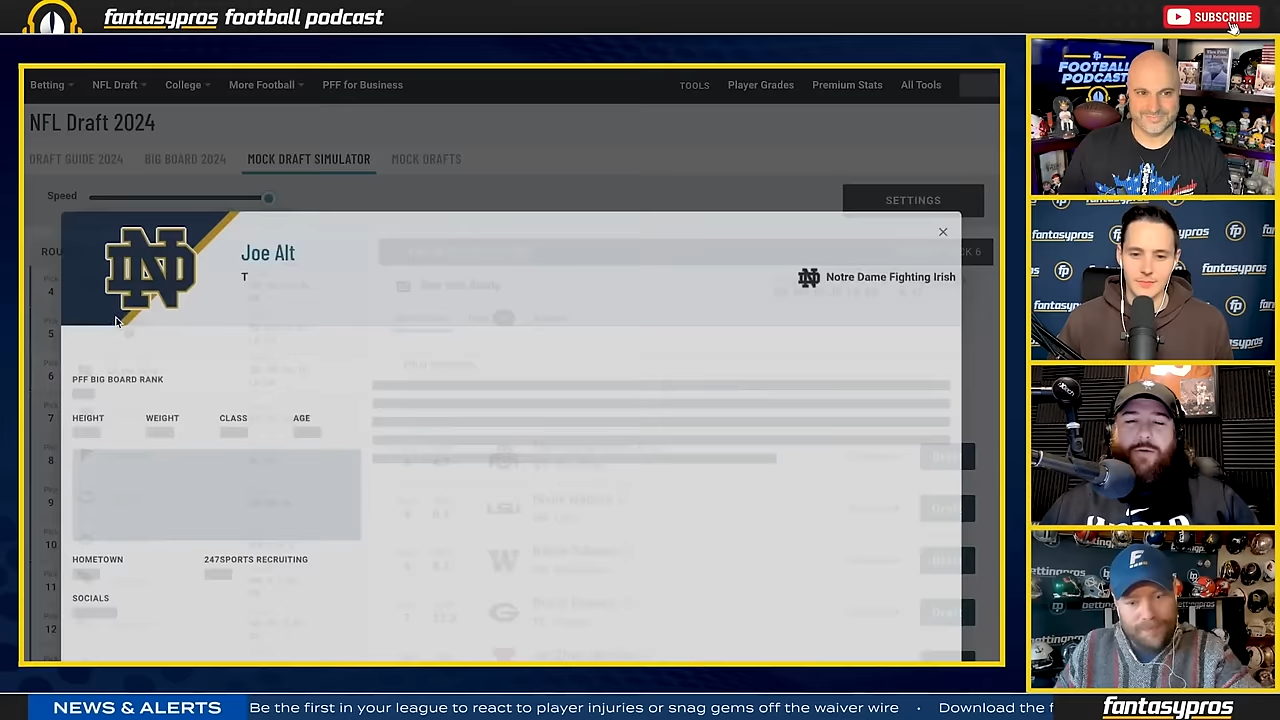 fantasypros football podcast
SUBSCRIBE
Betting
NFL Draft
College
More Football
PFF for Business
TOOLS
Player Grades
Premium Stats
All Tools
NFL Draft 2024
DRAFT GUIDE 2024
BIG BOARD 2024
MOCK DRAFT SIMULATOR
MOCK DRAFTS
Speed
SETTINGS
Joe Alt
T
Notre Dame Fighting Irish
4
5
6
7
8
9
10
11
12
PFF BIG BOARD RANK
HEIGHT
WEIGHT
CLASS
AGE
HOMETOWN
247SPORTS RECRUITING
SOCIALS
FOOTBALL
PODCAST
fantasypros
fp
NEWS & ALERTS
Be the first in your league to react to player injuries or snag gems off the waiver wire · Download the
fantasypros